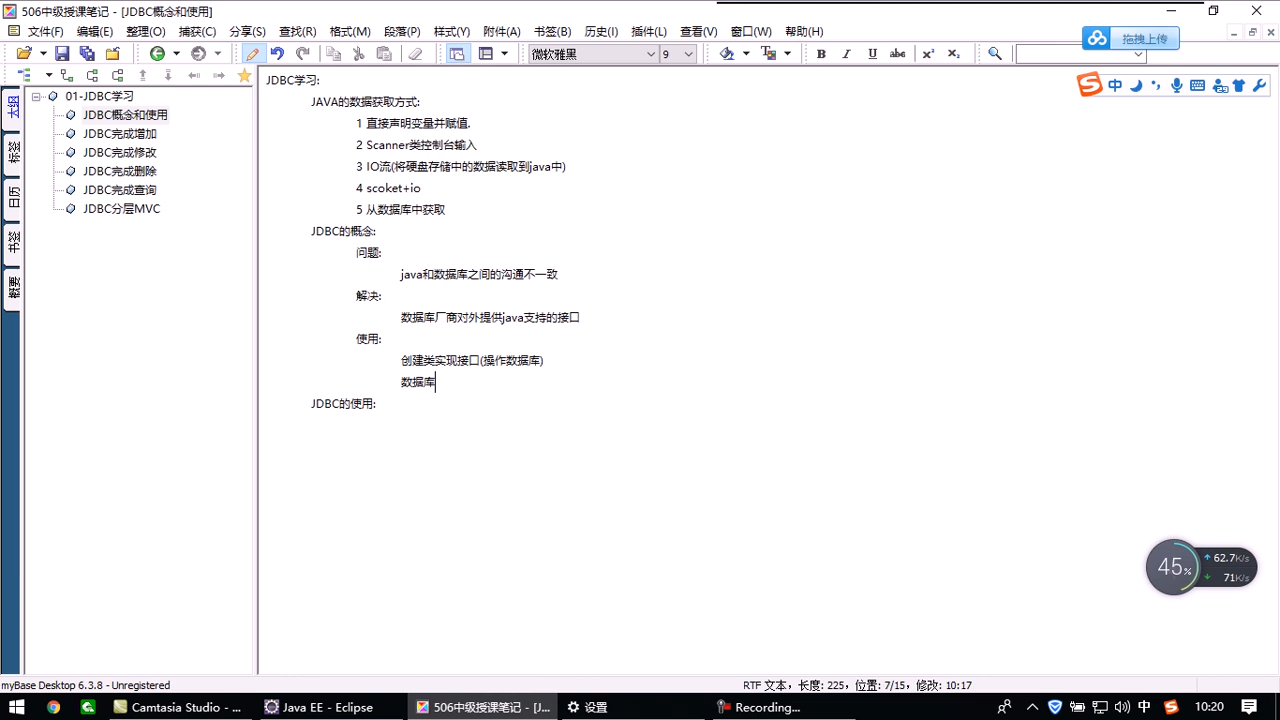 506中级授课笔记 - [JDBC概念和使用]
文件(F) 编辑(E) 整理(O) 捕获(C) 分享(S) 查找(R) 格式(M) 段落(P) 样式(Y) 附件(A) 书签(B) 历史(I) 插件(L) 查看(V) 窗口(W) 帮助(H)
拖拽上传
微软雅黑 9 B I U abc x² x₂
中
大纲
标签
日历
书签
概要
01-JDBC学习
JDBC概念和使用
JDBC完成增加
JDBC完成修改
JDBC完成删除
JDBC完成查询
JDBC分层MVC
JDBC学习:
JAVA的数据获取方式:
1 直接声明变量并赋值.
2 Scanner类控制台输入
3 IO流(将硬盘存储中的数据读取到java中)
4 scoket+io
5 从数据库中获取
JDBC的概念:
问题:
java和数据库之间的沟通不一致
解决:
数据库厂商对外提供java支持的接口
使用:
创建类实现接口(操作数据库)
数据库
JDBC的使用:
45% 62.7K/s
71K/s
myBase Desktop 6.3.8 - Unregistered
RTF 文本, 长度: 225, 位置: 7/15, 修改: 10:17
Camtasia Studio - ... Java EE - Eclipse 506中级授课笔记 - [J... 设置 Recording... 中 10:20